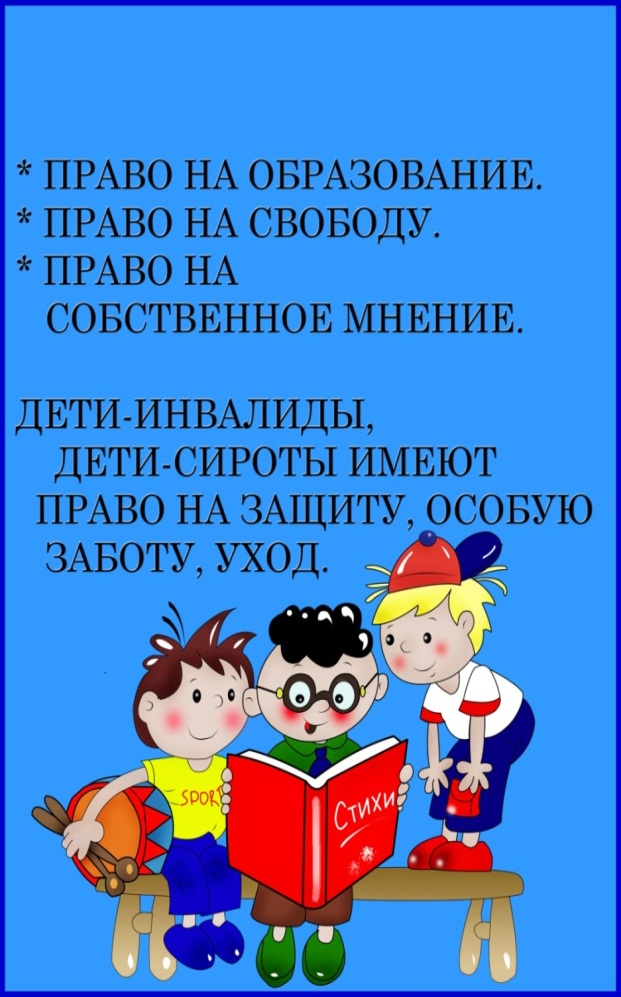 * ПРАВО НА ОБРАЗОВАНИЕ.
* ПРАВО НА СВОБОДУ.
* ПРАВО НА
СОБСТВЕННОЕ МНЕНИЕ.
ДЕТИ-ИНВАЛИДЫ,
ДЕТИ-СИРОТЫ ИМЕЮТ
ПРАВО НА ЗАЩИТУ, ОСОБУЮ
ЗАБОТУ, УХОД.
SPOR
Стихи